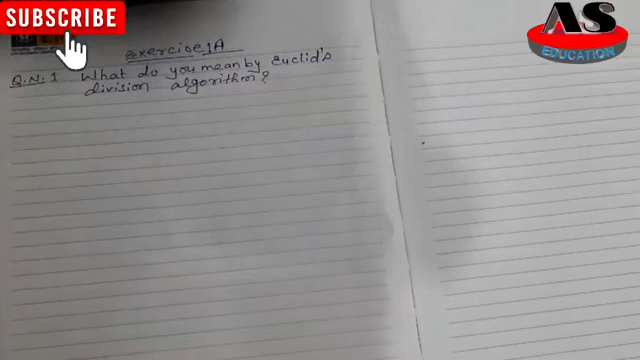 SUBSCRIBE
AS
EDUCATION
Exercise 1A
Q.N:1 What do you mean by Euclid's
division algorithm?